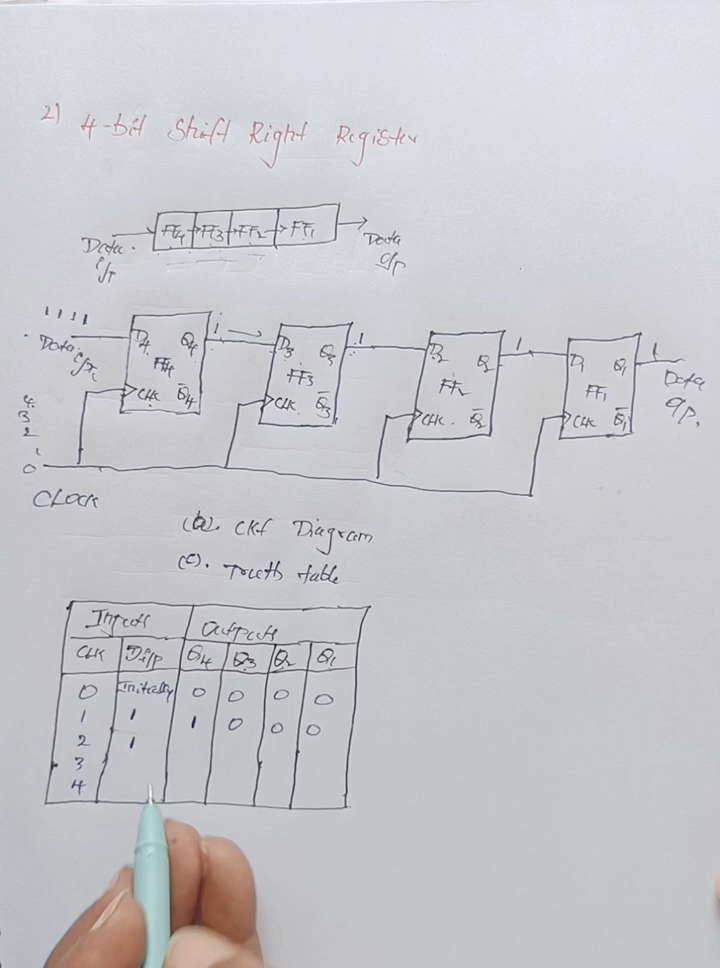 2) 4-bit Shift Right Register
FF4 FF3 FF2 FF1
Data i/p
Data o/p
1 1 1 1
Data i/p
D4 Q4 1 D3 Q3 1 D2 Q2 1 D1 Q1 1
FF4 FF3 FF2 FF1
CLK Q̅4 CLK Q̅3 CLK. Q̅2 CLK Q̅1
Data o/p.
4
3
2
1
0
CLOCK
CKt Diagram
(c). Truth table
Inputs Outputs
CLK D i/p Q4 Q3 Q2 Q1
0 Initially 0 0 0 0
1 1 1 0 0 0
2 1
3
4